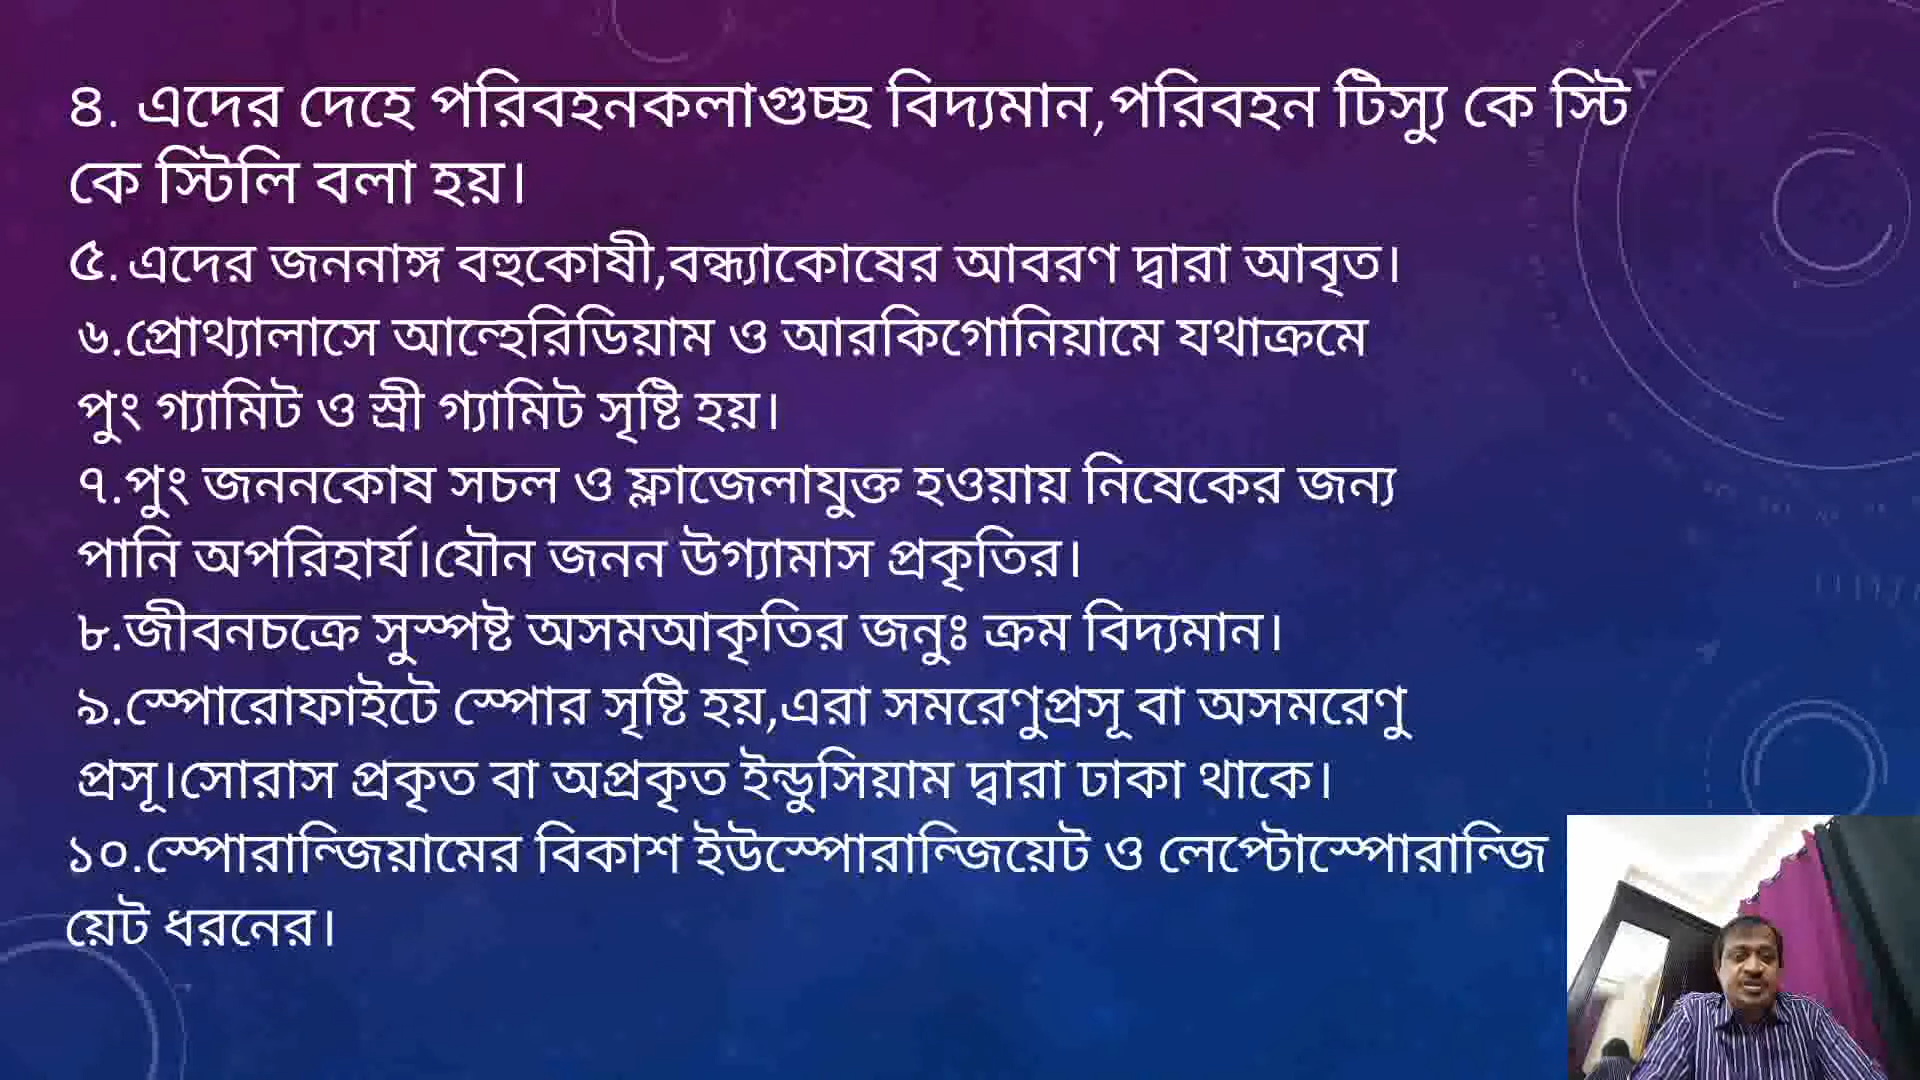 ৪. এদের দেহে পরিবহনকলাগুচ্ছ বিদ্যমান,পরিবহন টিস্যু কে স্টি
কে স্টিলি বলা হয়।
৫. এদের জননাঙ্গ বহুকোষী,বন্ধ্যাকোষের আবরণ দ্বারা আবৃত।
৬.প্রোথ্যালাসে আন্হেরিডিয়াম ও আরকিগোনিয়ামে যথাক্রমে
পুং গ্যামিট ও স্রী গ্যামিট সৃষ্টি হয়।
৭.পুং জননকোষ সচল ও ফ্লাজেলাযুক্ত হওয়ায় নিষেকের জন্য
পানি অপরিহার্য।যৌন জনন উগ্যামাস প্রকৃতির।
৮.জীবনচক্রে সুস্পষ্ট অসমআকৃতির জনুঃ ক্রম বিদ্যমান।
৯.স্পোরোফাইটে স্পোর সৃষ্টি হয়,এরা সমরেণুপ্রসূ বা অসমরেণু
প্রসূ।সোরাস প্রকৃত বা অপ্রকৃত ইন্ডুসিয়াম দ্বারা ঢাকা থাকে।
১০.স্পোরান্জিয়ামের বিকাশ ইউস্পোরান্জিয়েট ও লেপ্টোস্পোরান্জি
য়েট ধরনের।